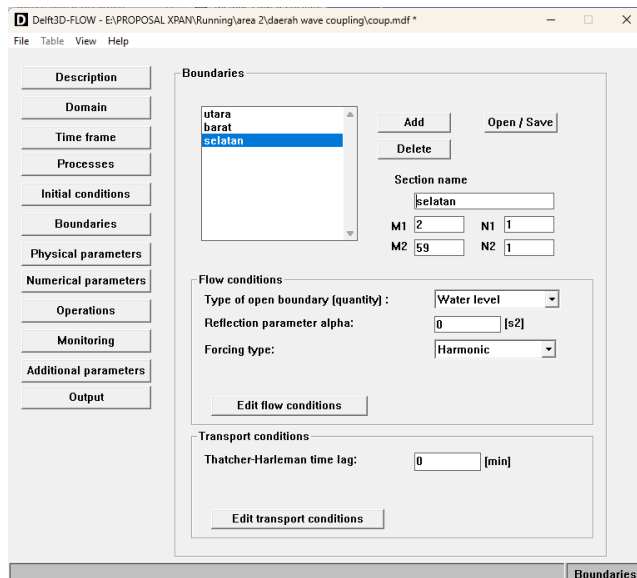 D Delft3D-FLOW - E:\PROPOSAL XPAN\Running\area 2\daerah wave coupling\coup.mdf *
File Table View Help
Description
Domain
Time frame
Processes
Initial conditions
Boundaries
Physical parameters
Numerical parameters
Operations
Monitoring
Additional parameters
Output
Boundaries
utara
barat
selatan
Add Open / Save
Delete
Section name
selatan
M1 2 N1 1
M2 59 N2 1
Flow conditions
Type of open boundary (quantity) : Water level
Reflection parameter alpha: 0 [s2]
Forcing type: Harmonic
Edit flow conditions
Transport conditions
Thatcher-Harleman time lag: 0 [min]
Edit transport conditions
Boundaries